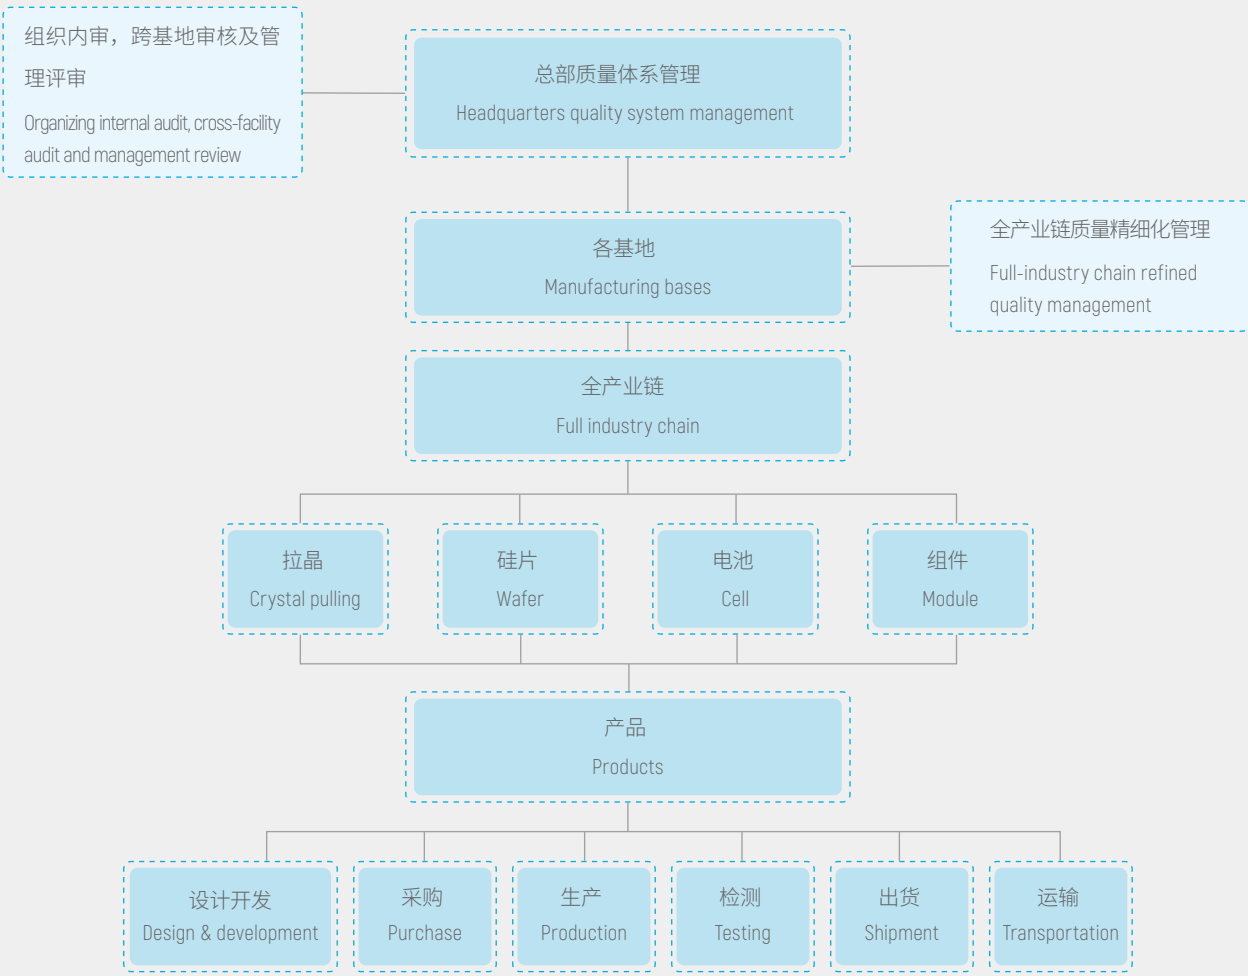 组织内审，跨基地审核及管
理评审
Organizing internal audit, cross-facility
audit and management review
总部质量体系管理
Headquarters quality system management
各基地
Manufacturing bases
全产业链质量精细化管理
Full-industry chain refined
quality management
全产业链
Full industry chain
拉晶
Crystal pulling
硅片
Wafer
电池
Cell
组件
Module
产品
Products
设计开发
Design & development
采购
Purchase
生产
Production
检测
Testing
出货
Shipment
运输
Transportation